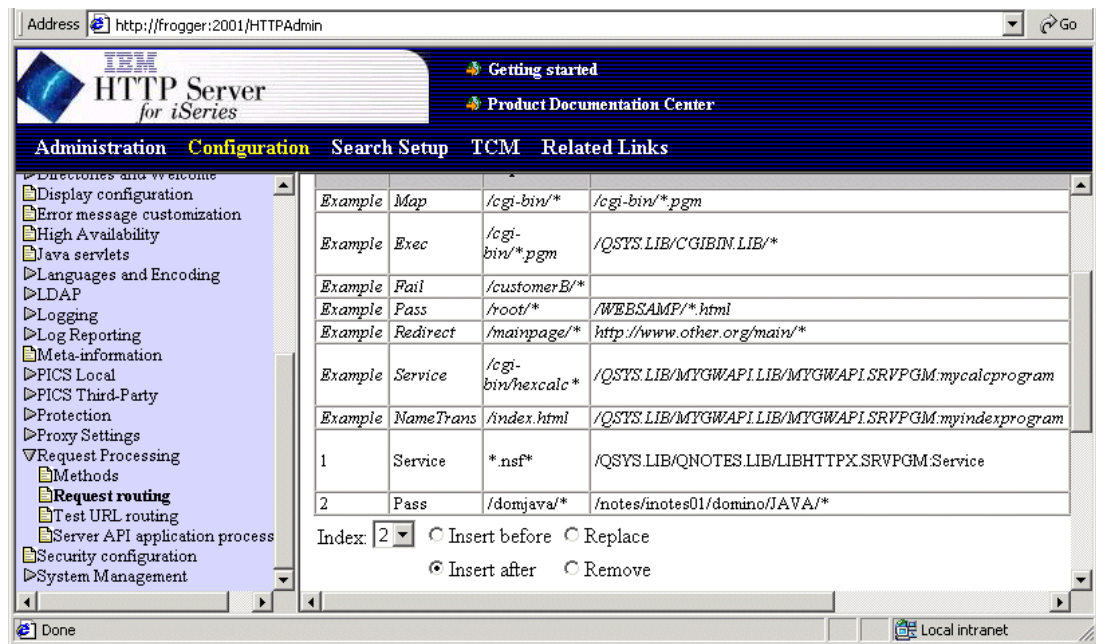 Address http://frogger:2001/HTTPAdmin Go
IBM
HTTP Server
for iSeries
Getting started
Product Documentation Center
Administration Configuration Search Setup TCM Related Links
Directories and Welcome
Display configuration
Error message customization
High Availability
Java servlets
Languages and Encoding
LDAP
Logging
Log Reporting
Meta-information
PICS Local
PICS Third-Party
Protection
Proxy Settings
Request Processing
Methods
Request routing
Test URL routing
Server API application process
Security configuration
System Management
Example Map /cgi-bin/* /cgi-bin/*.pgm
Example Exec /cgi-
bin/*.pgm /QSYS.LIB/CGIBIN.LIB/*
Example Fail /customerB/*
Example Pass /root/* /WEBSAMP/*.html
Example Redirect /mainpage/* http://www.other.org/main/*
Example Service /cgi-
bin/hexcalc* /QSYS.LIB/MYGWAPI.LIB/MYGWAPI.SRVPGM:mycalcprogram
Example NameTrans /index.html /QSYS.LIB/MYGWAPI.LIB/MYGWAPI.SRVPGM:myindexprogram
1 Service *.nsf* /QSYS.LIB/QNOTES.LIB/LIBHTTPX.SRVPGM:Service
2 Pass /domjava/* /notes/inotes01/domino/JAVA/*
Index: 2 Insert before Replace
Insert after Remove
Done Local intranet